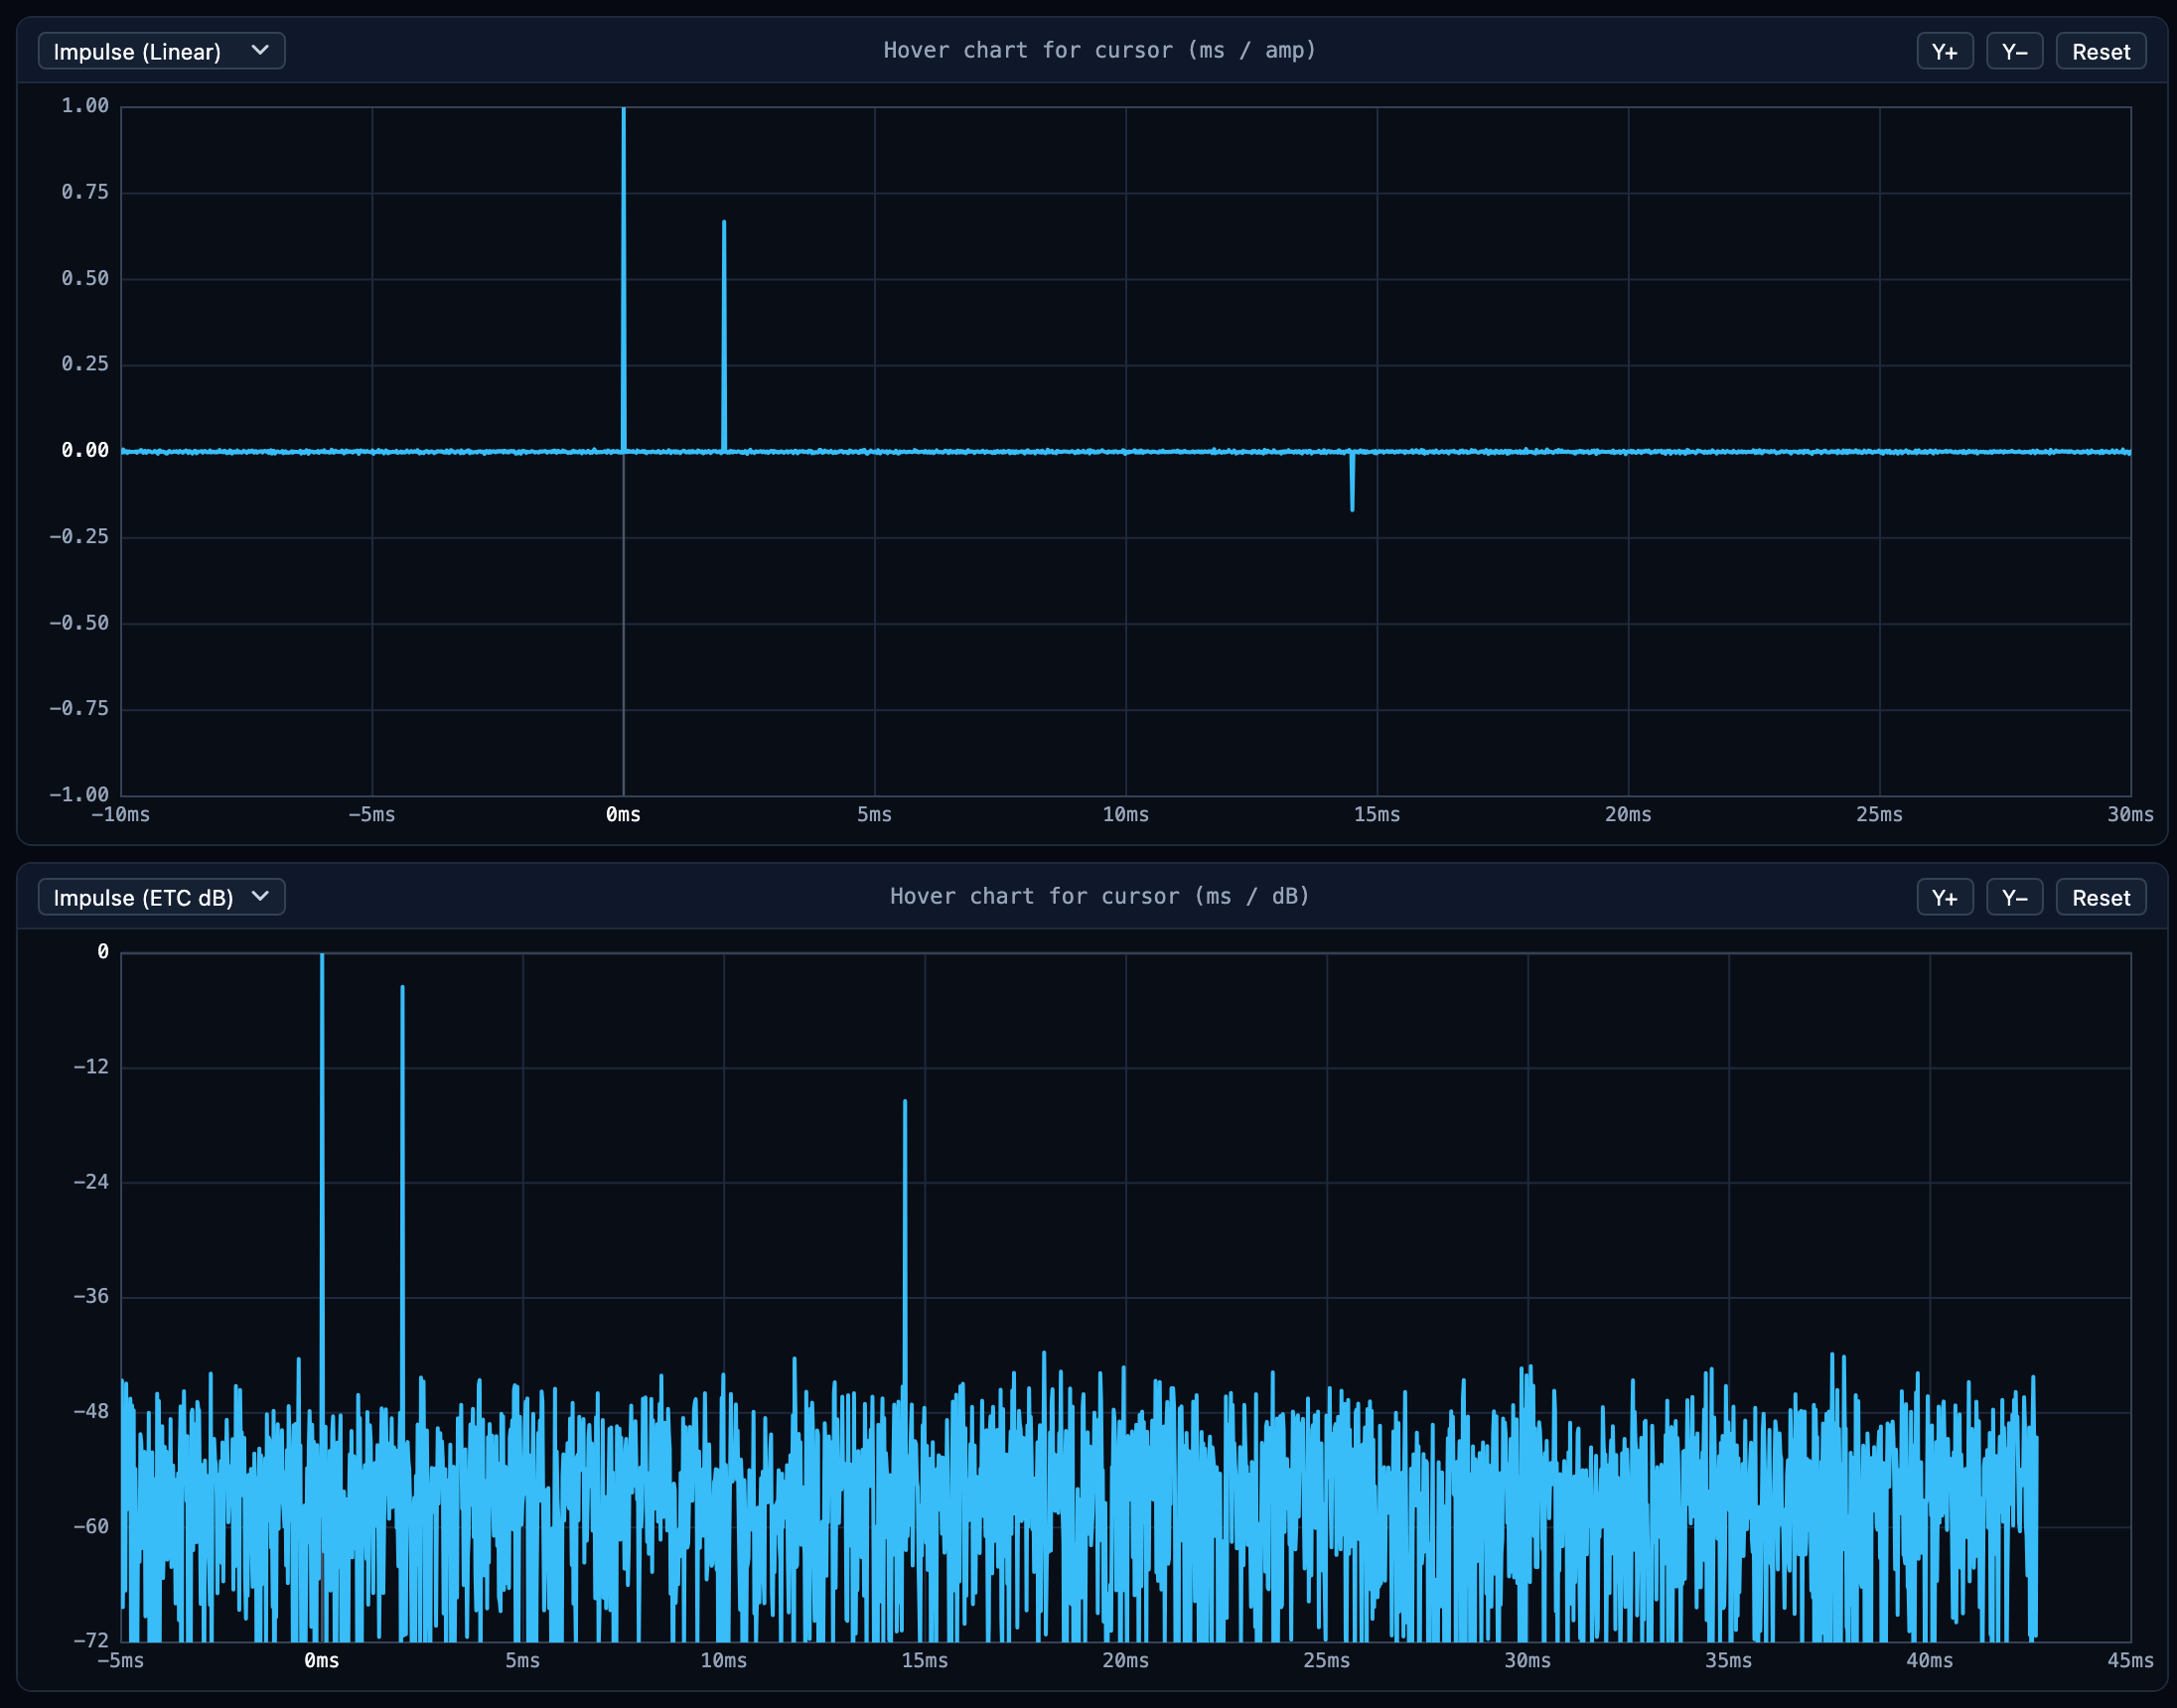 Impulse (Linear)
Hover chart for cursor (ms / amp)
Y+
Y−
Reset
1.00
0.75
0.50
0.25
0.00
−0.25
−0.50
−0.75
−1.00
−10ms −5ms 0ms 5ms 10ms 15ms 20ms 25ms 30ms
Impulse (ETC dB)
Hover chart for cursor (ms / dB)
Y+
Y−
Reset
0
−12
−24
−36
−48
−60
−72
−5ms 0ms 5ms 10ms 15ms 20ms 25ms 30ms 35ms 40ms 45ms